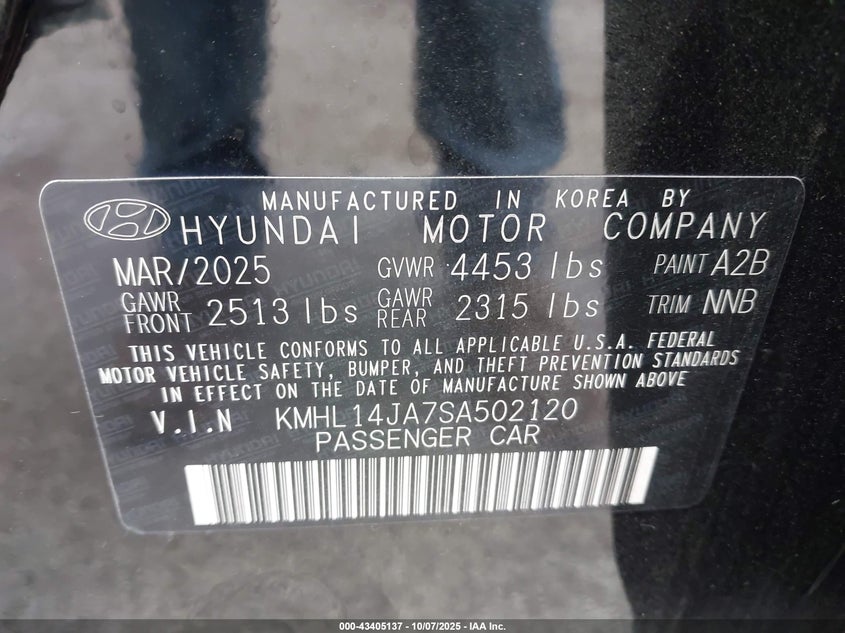 MANUFACTURED IN KOREA BY
HYUNDAI MOTOR COMPANY
MAR/2025 GVWR 4453 lbs PAINT A2B
GAWR FRONT 2513 lbs GAWR REAR 2315 lbs TRIM NNB
THIS VEHICLE CONFORMS TO ALL APPLICABLE U.S.A. FEDERAL
MOTOR VEHICLE SAFETY, BUMPER, AND THEFT PREVENTION STANDARDS
IN EFFECT ON THE DATE OF MANUFACTURE SHOWN ABOVE
V.I.N KMHL14JA7SA502120
PASSENGER CAR
000-43405137 - 10/07/2025 - IAA Inc.